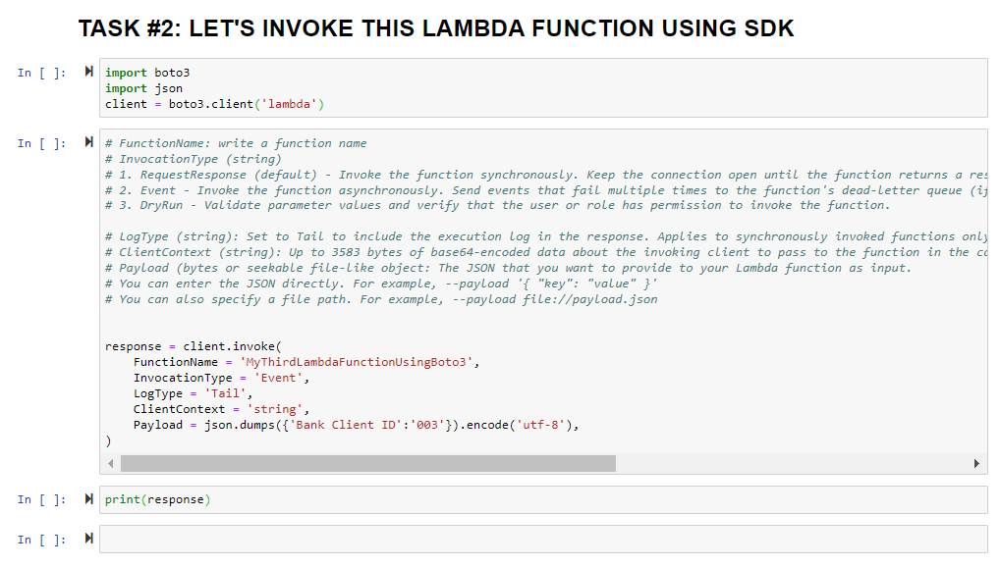 TASK #2: LET'S INVOKE THIS LAMBDA FUNCTION USING SDK
In [ ]:
import boto3
import json
client = boto3.client('lambda')
In [ ]:
# FunctionName: write a function name
# InvocationType (string)
# 1. RequestResponse (default) - Invoke the function synchronously. Keep the connection open until the function returns a res
# 2. Event - Invoke the function asynchronously. Send events that fail multiple times to the function's dead-letter queue (if
# 3. DryRun - Validate parameter values and verify that the user or role has permission to invoke the function.
# LogType (string): Set to Tail to include the execution log in the response. Applies to synchronously invoked functions only
# ClientContext (string): Up to 3583 bytes of base64-encoded data about the invoking client to pass to the function in the co
# Payload (bytes or seekable file-like object: The JSON that you want to provide to your Lambda function as input.
# You can enter the JSON directly. For example, --payload '{ "key": "value" }'
# You can also specify a file path. For example, --payload file://payload.json
response = client.invoke(
    FunctionName = 'MyThirdLambdaFunctionUsingBoto3',
    InvocationType = 'Event',
    LogType = 'Tail',
    ClientContext = 'string',
    Payload = json.dumps({'Bank Client ID':'003'}).encode('utf-8'),
)
In [ ]:
print(response)
In [ ]: